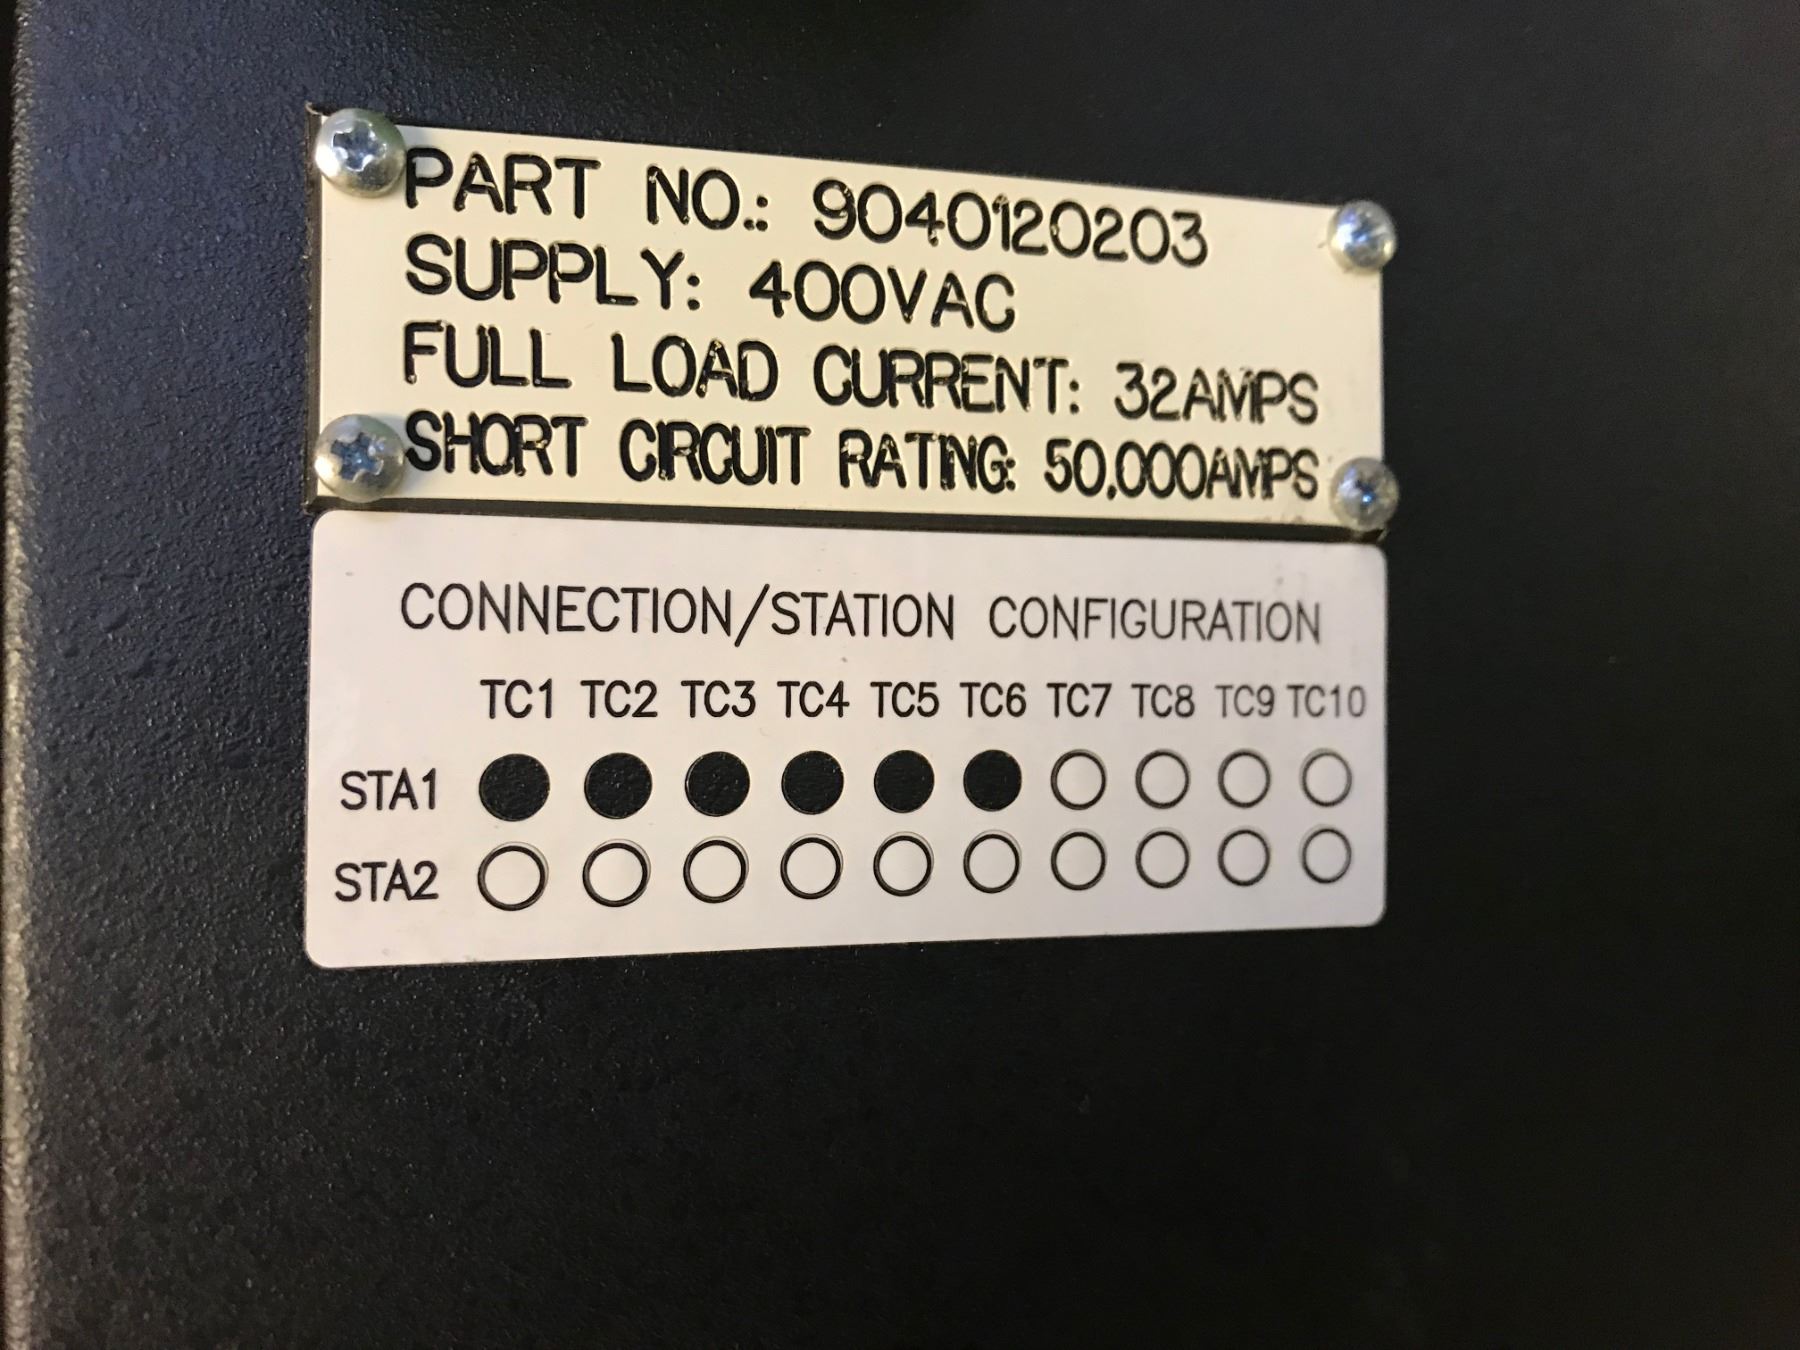 PART NO.: 9040120203
SUPPLY: 400VAC
FULL LOAD CURRENT: 32AMPS
SHORT CIRCUIT RATING: 50,000AMPS
CONNECTION/STATION CONFIGURATION
TC1 TC2 TC3 TC4 TC5 TC6 TC7 TC8 TC9 TC10
STA1
STA2